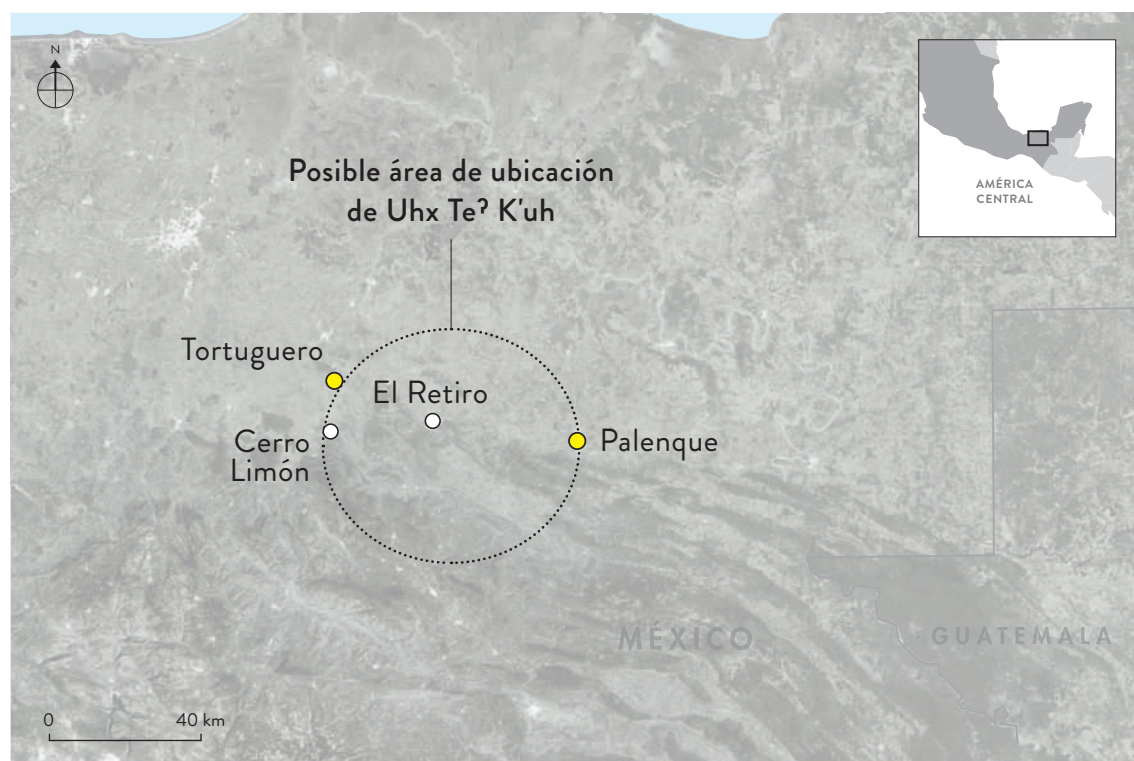 N
Posible área de ubicación
de Uhx Teˀ K'uh
AMÉRICA
CENTRAL
Tortuguero
El Retiro
Cerro
Limón
Palenque
MÉXICO
GUATEMALA
0
40 km